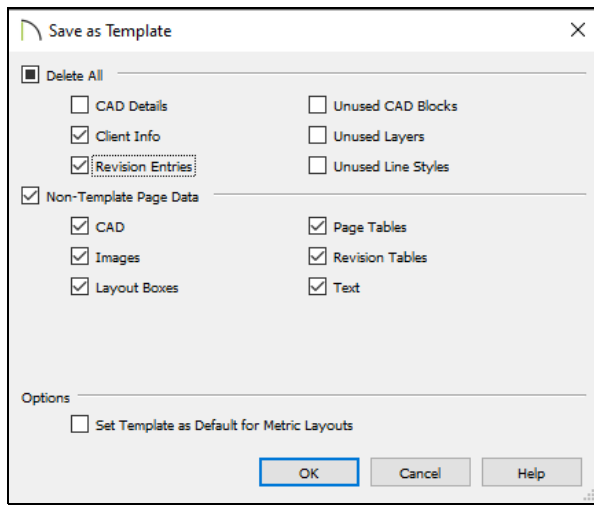 Save as Template
Delete All
CAD Details Unused CAD Blocks
Client Info Unused Layers
Revision Entries Unused Line Styles
Non-Template Page Data
CAD Page Tables
Images Revision Tables
Layout Boxes Text
Options
Set Template as Default for Metric Layouts
OK Cancel Help